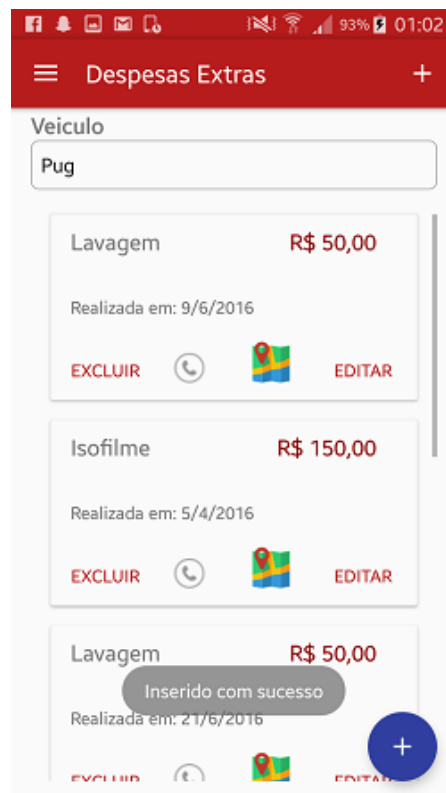 93% 01:02
Despesas Extras +
Veiculo
Pug
Lavagem R$ 50,00
Realizada em: 9/6/2016
EXCLUIR EDITAR
Isofilme R$ 150,00
Realizada em: 5/4/2016
EXCLUIR EDITAR
Lavagem R$ 50,00
Inserido com sucesso
Realizada em: 21/6/2016
+
EXCLUIR EDITAR